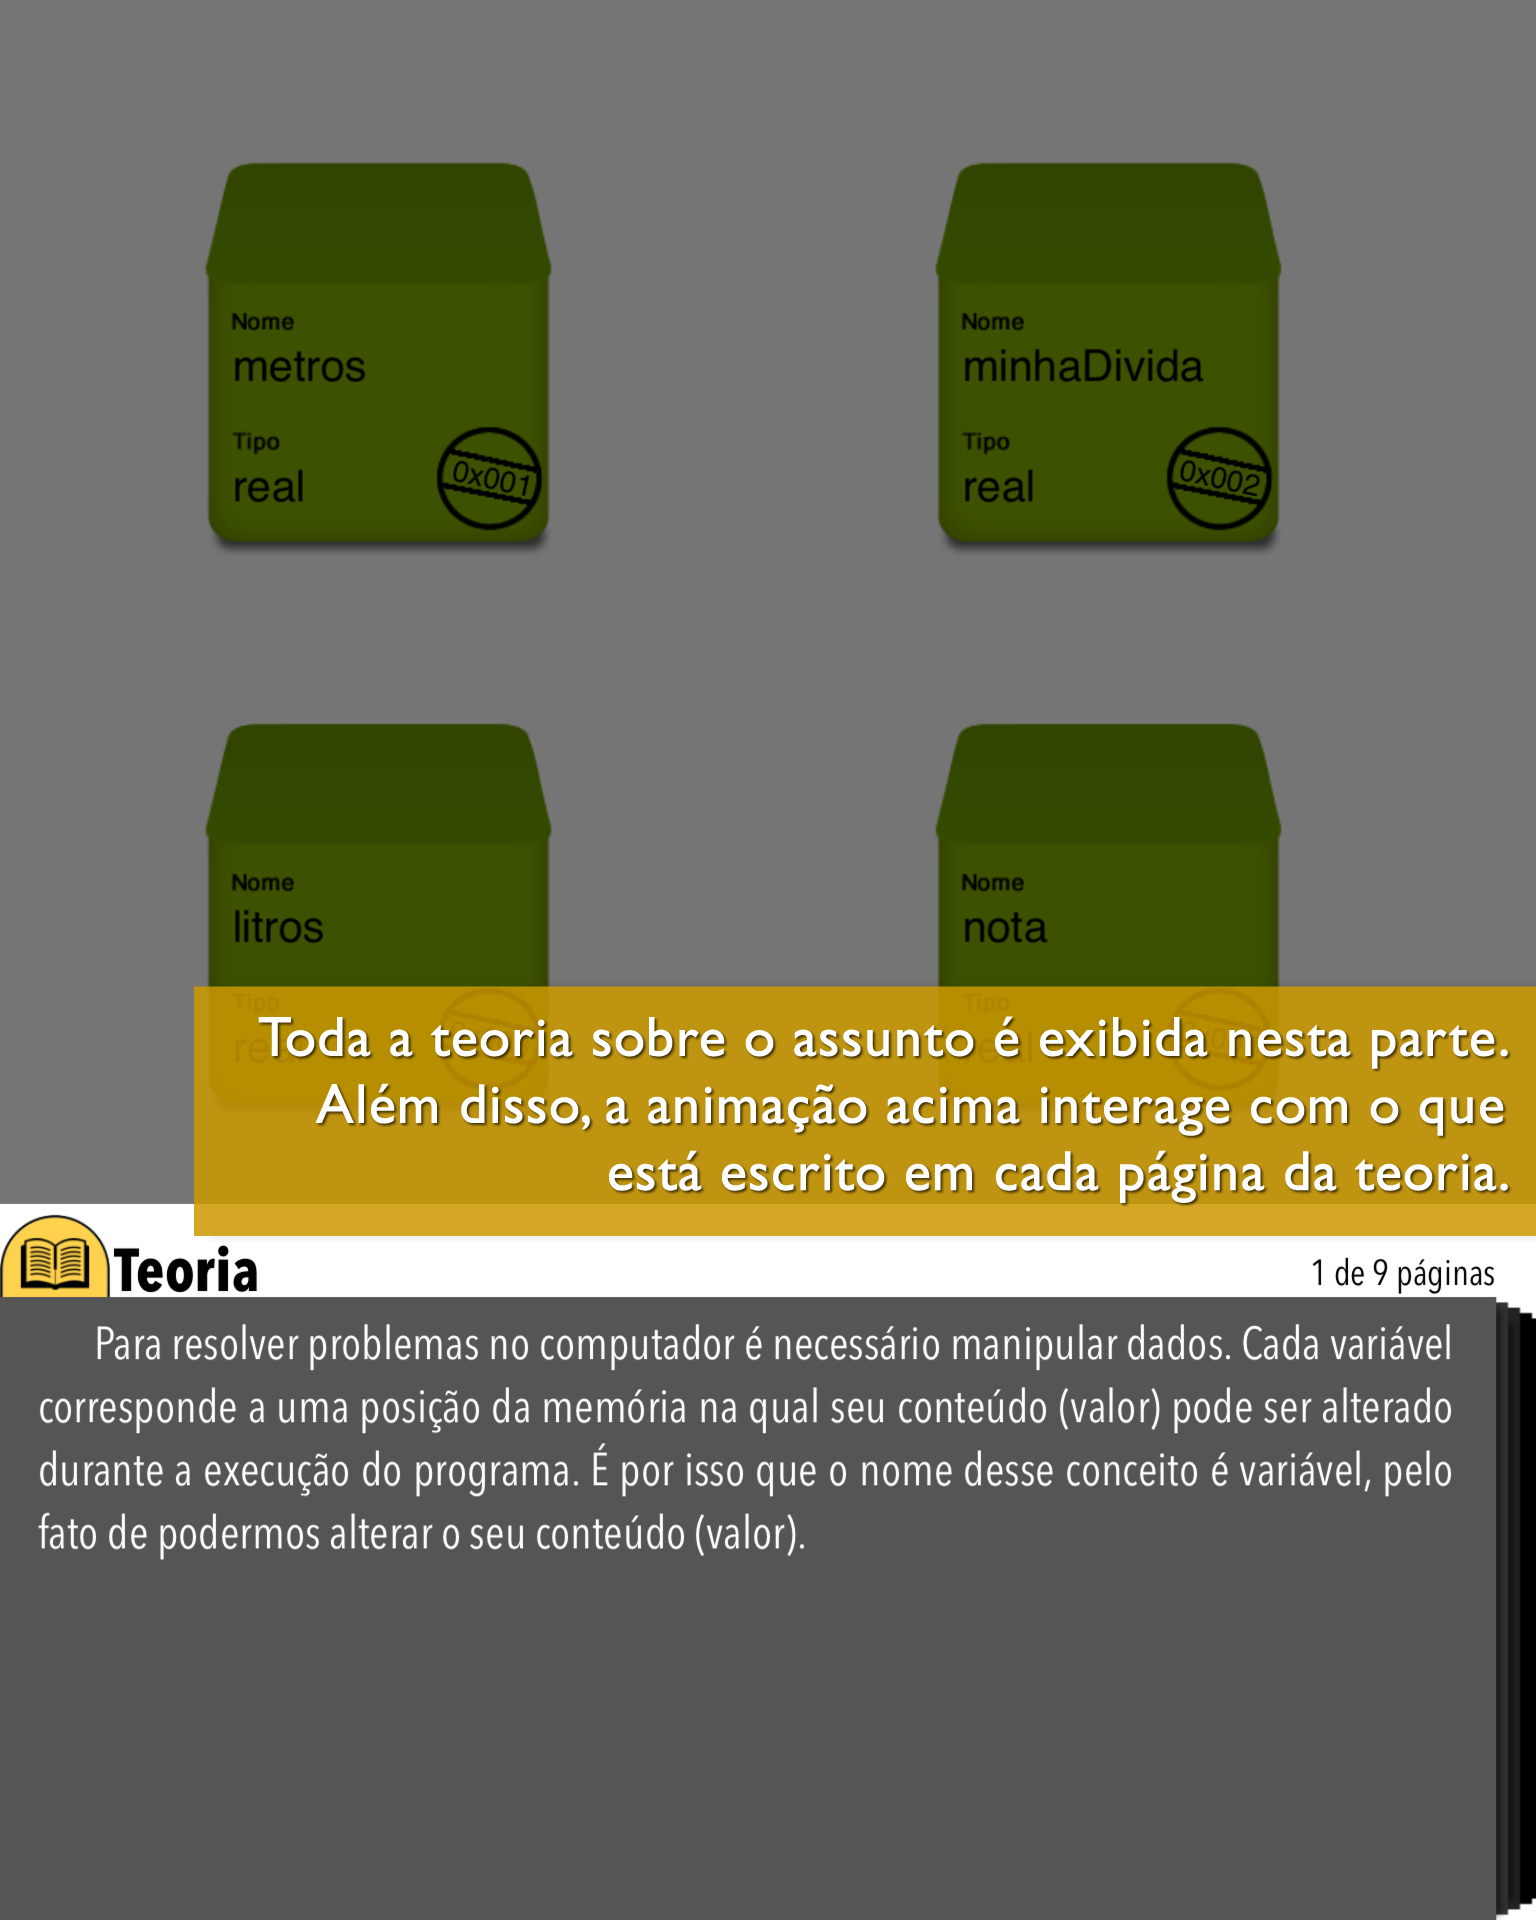 Nome
metros
Tipo
real
0x001
Nome
minhaDivida
Tipo
real
0x002
Nome
litros
Tipo
real
Nome
nota
Tipo
real
Toda a teoria sobre o assunto é exibida nesta parte.
Além disso, a animação acima interage com o que
está escrito em cada página da teoria.
Teoria
1 de 9 páginas
Para resolver problemas no computador é necessário manipular dados. Cada variável
corresponde a uma posição da memória na qual seu conteúdo (valor) pode ser alterado
durante a execução do programa. É por isso que o nome desse conceito é variável, pelo
fato de podermos alterar o seu conteúdo (valor).